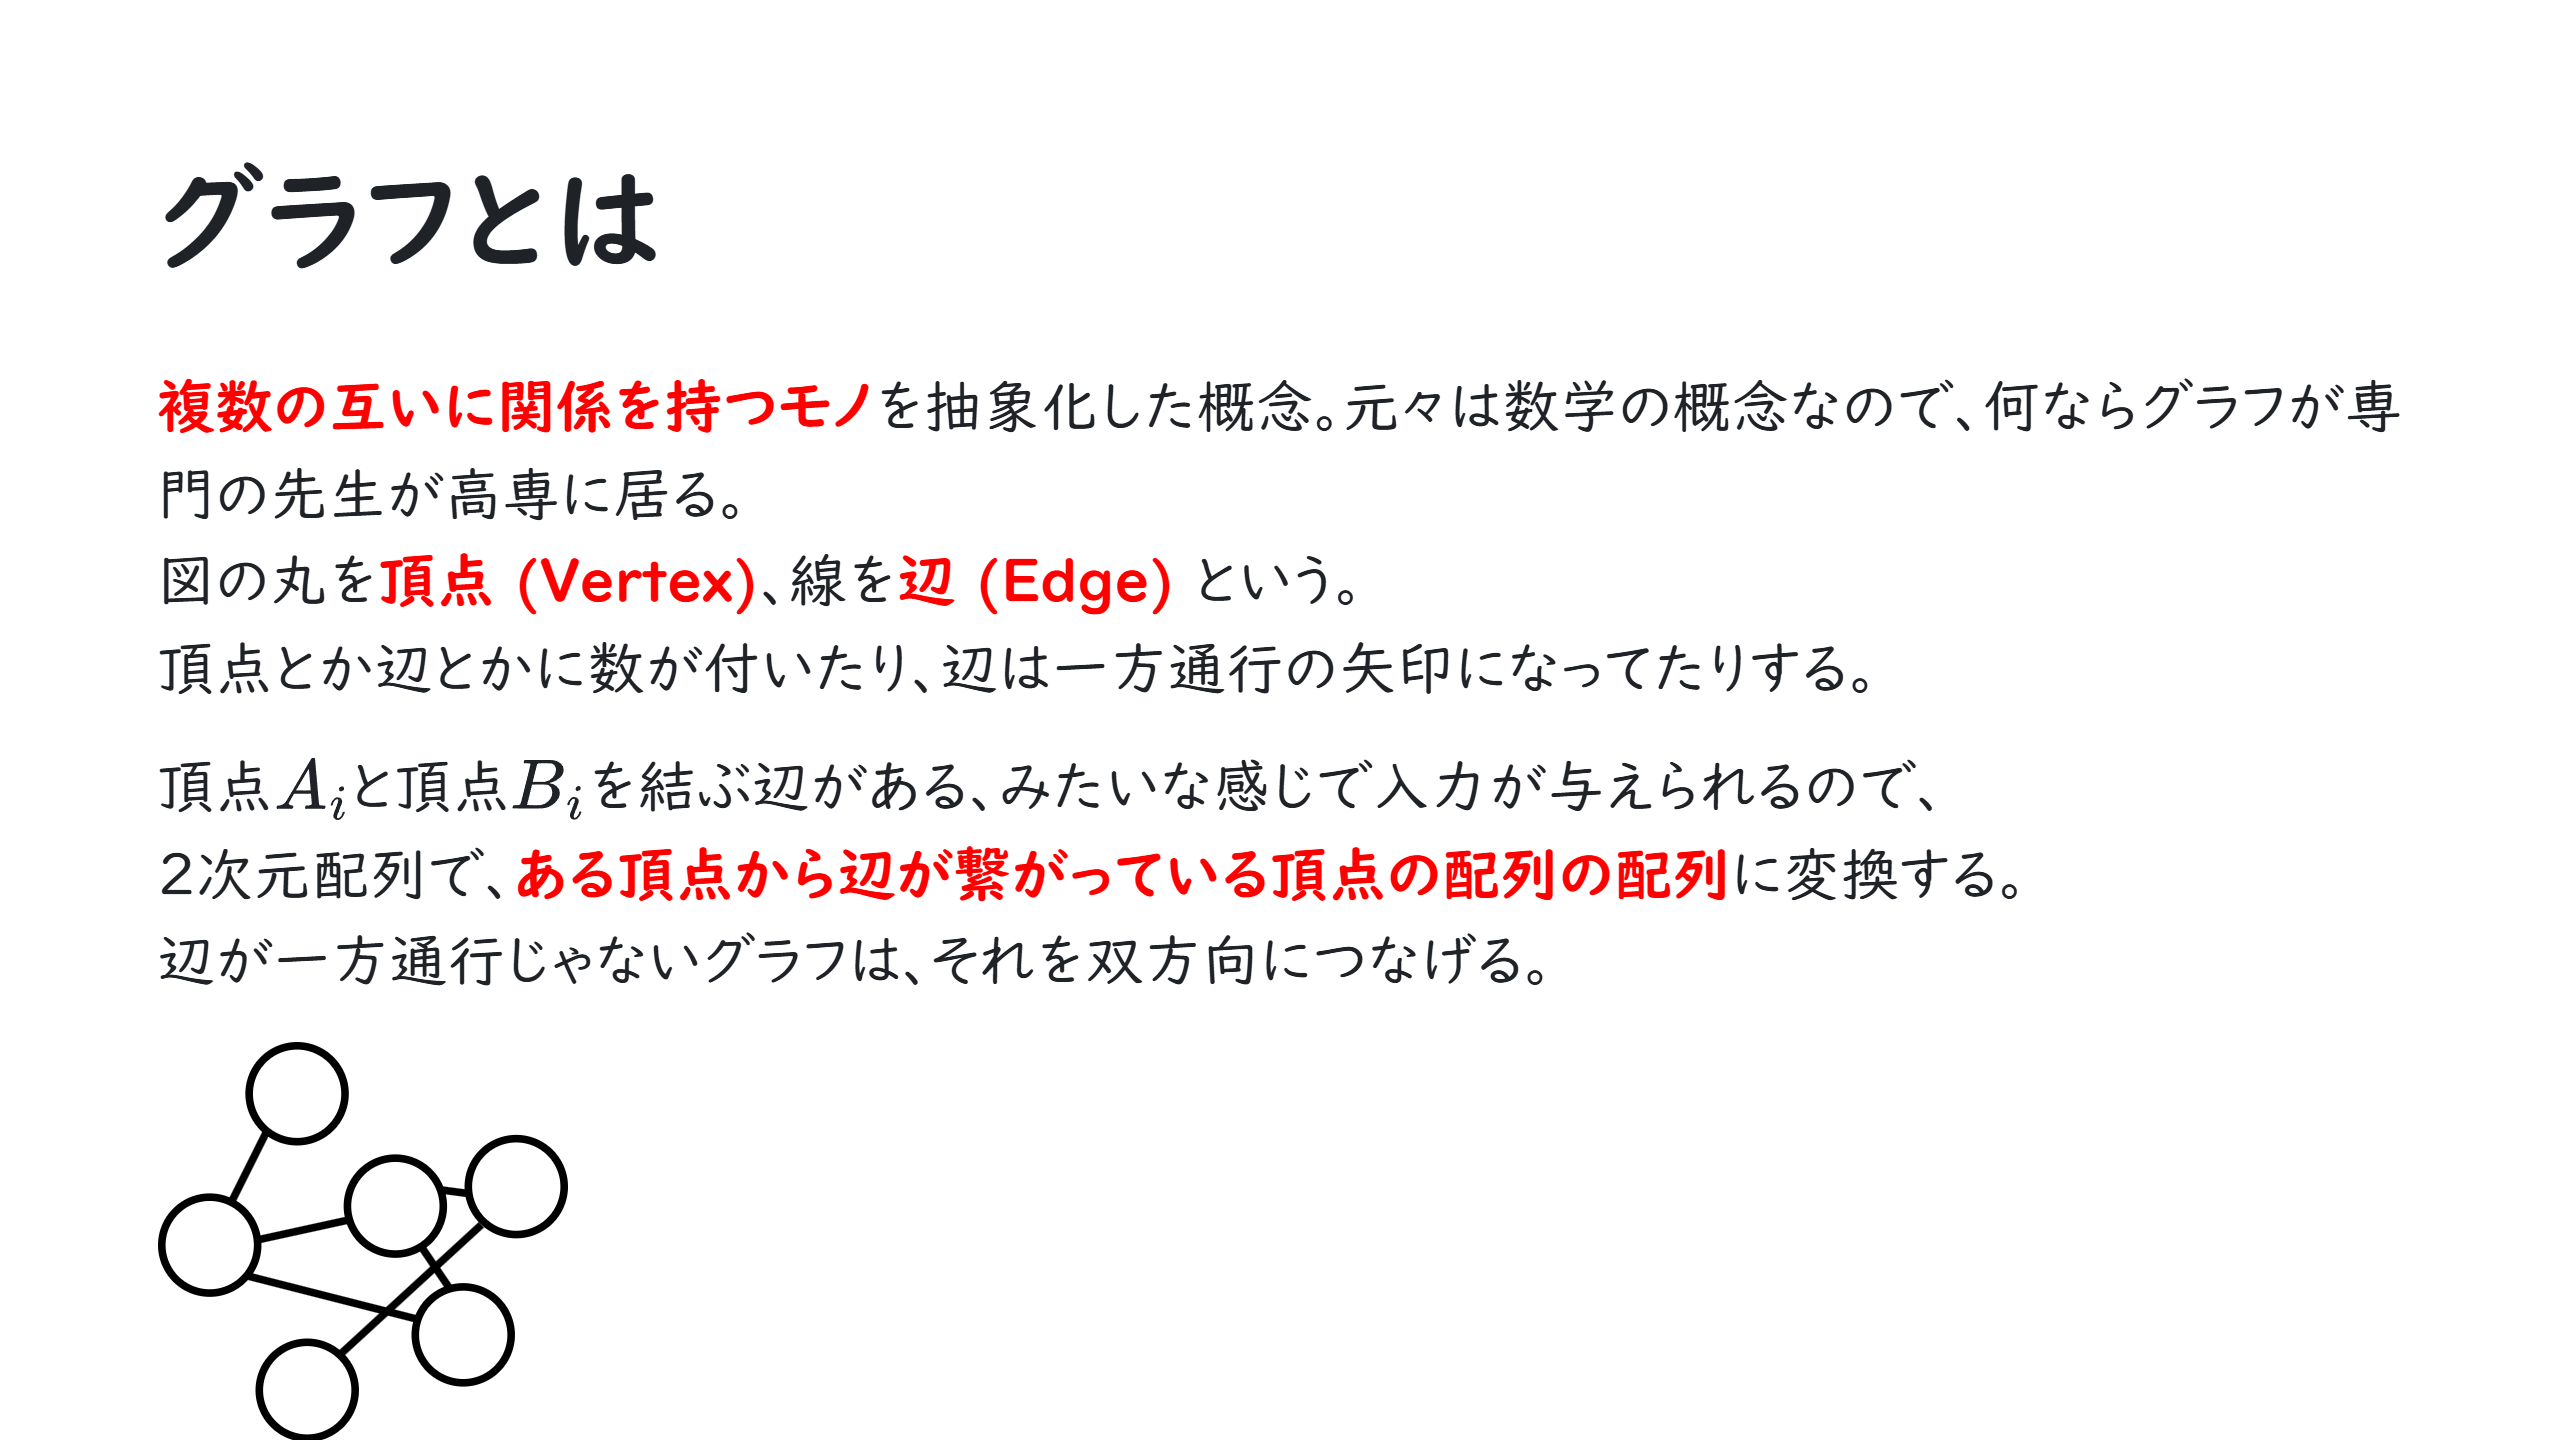 グラフとは
複数の互いに関係を持つモノを抽象化した概念。元々は数学の概念なので、何ならグラフが専
門の先生が高専に居る。
図の丸を頂点 (Vertex)、線を辺 (Edge) という。
頂点とか辺とかに数が付いたり、辺は一方通行の矢印になってたりする。
頂点A_iと頂点B_iを結ぶ辺がある、みたいな感じで入力が与えられるので、
2次元配列で、ある頂点から辺が繋がっている頂点の配列の配列に変換する。
辺が一方通行じゃないグラフは、それを双方向につなげる。